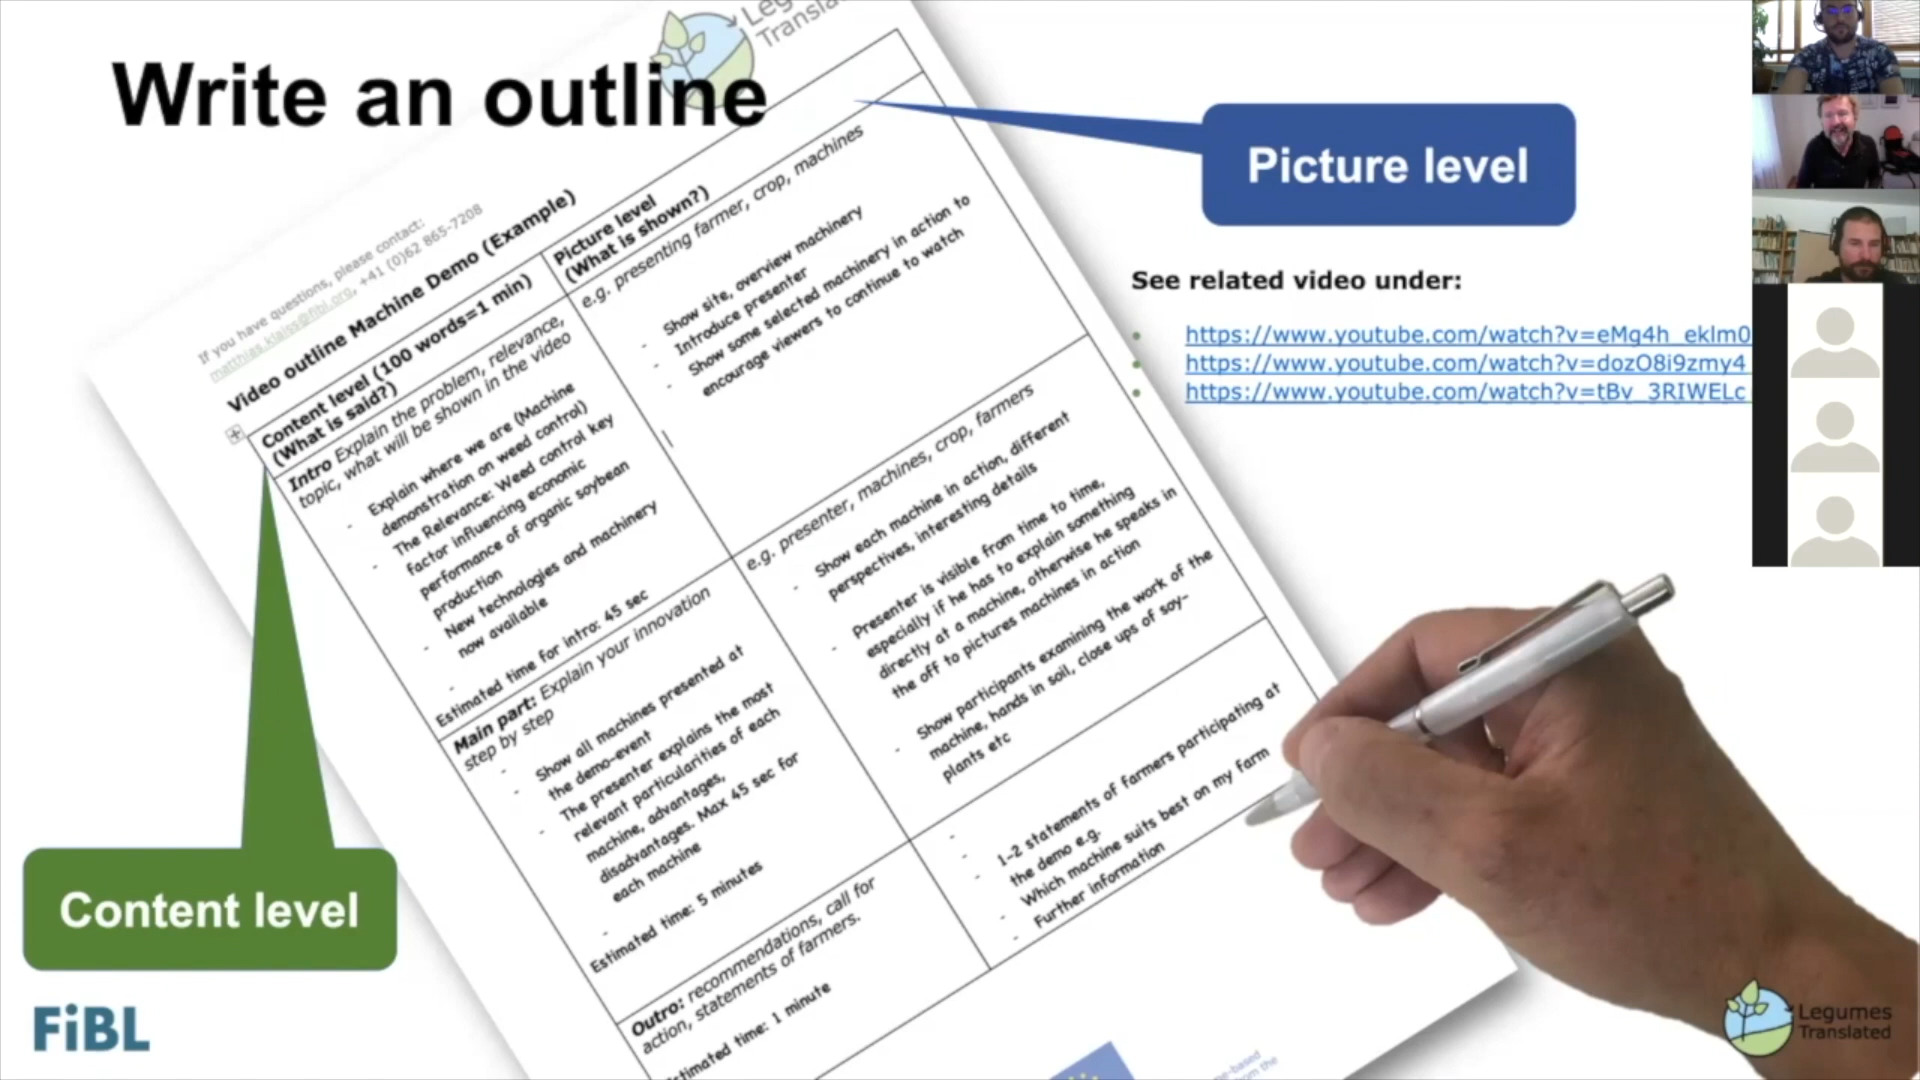 Write an outline
Legumes
Translated
Picture level
See related video under:
https://www.youtube.com/watch?v=eMg4h_eklm0
https://www.youtube.com/watch?v=dozO8i9zmy4
https://www.youtube.com/watch?v=tBv_3RIWELc
If you have questions, please contact:
matthias.klaiss@fibl.org, +41 (0)62 865-7208
Video outline Machine Demo (Example)
Content level (100 words=1 min)
(What is said?)
Picture level
(What is shown?)
Intro Explain the problem, relevance,
topic, what will be shown in the video
- Explain where we are (Machine
demonstration on weed control)
- The Relevance: Weed control key
factor influencing economic
performance of organic soybean
production
- New technologies and machinery
now available
-
Estimated time for intro: 45 sec
e.g. presenting farmer, crop, machines
- Show site, overview machinery
- Introduce presenter
- Show some selected machinery in action to
encourage viewers to continue to watch
Main part: Explain your innovation
step by step
- Show all machines presented at
the demo-event
- The presenter explains the most
relevant particularities of each
machine, advantages,
disadvantages. Max 45 sec for
each machine
-
Estimated time: 5 minutes
e.g. presenter, machines, crop, farmers
- Show each machine in action, different
perspectives, interesting details
- Presenter is visible from time to time,
especially if he has to explain something
directly at a machine, otherwise he speaks in
the off to pictures machines in action
- Show participants examining the work of the
machine, hands in soil, close ups of soy-
plants etc
Outro: recommendations, call for
action, statements of farmers.
Estimated time: 1 minute
- 1-2 statements of farmers participating at
the demo e.g.
- Which machine suits best on my farm
- Further information
-
Content level
FiBL
Legumes
Translated